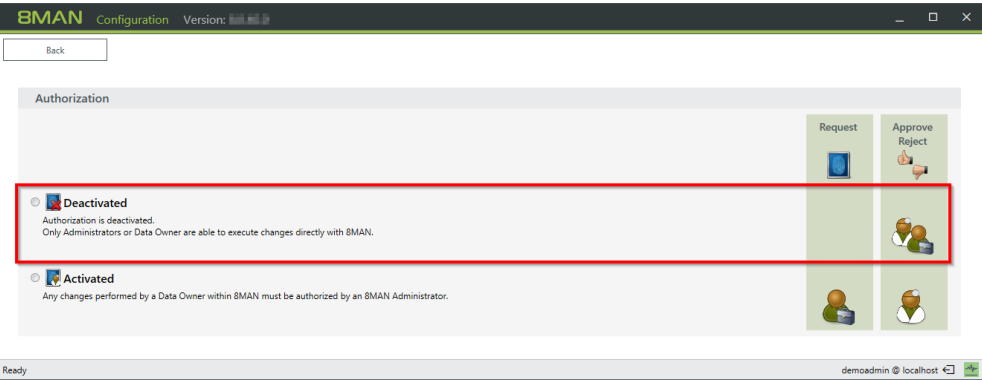 8MAN Configuration Version:
Back
Authorization
Request
Approve
Reject
Deactivated
Authorization is deactivated.
Only Administrators or Data Owner are able to execute changes directly with 8MAN.
Activated
Any changes performed by a Data Owner within 8MAN must be authorized by an 8MAN Administrator.
Ready
demoadmin @ localhost